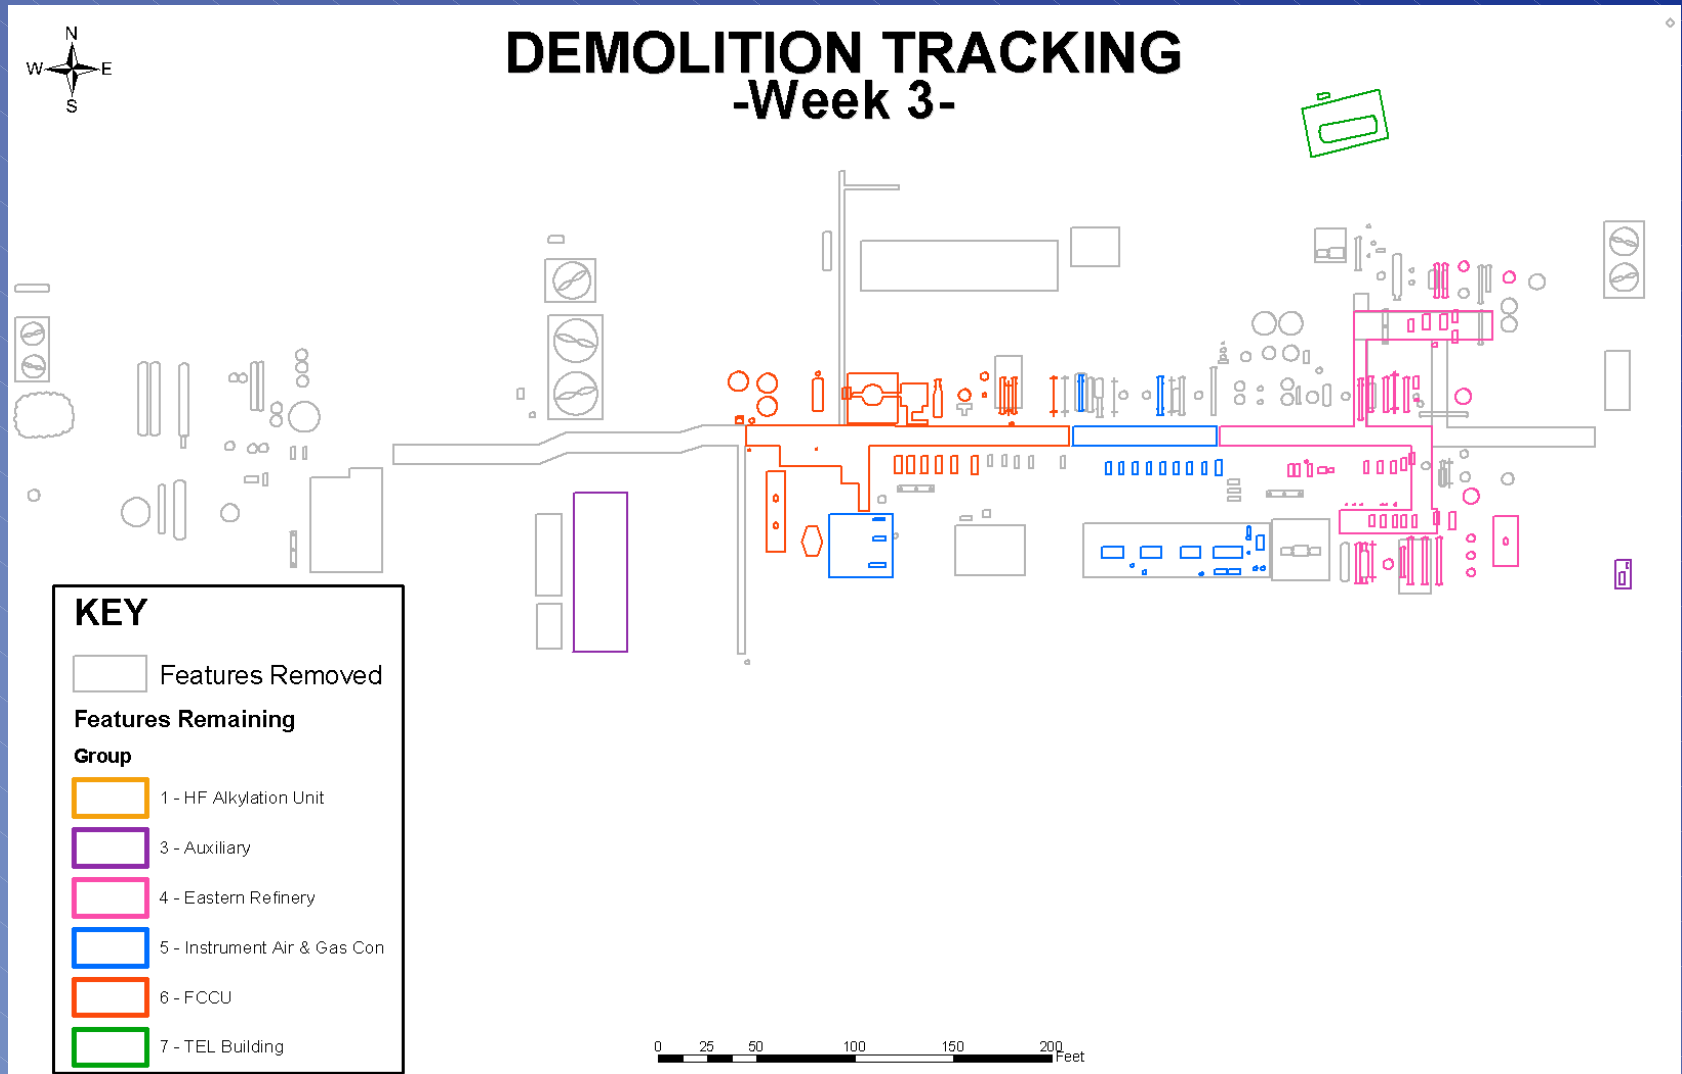 N
W E
S
DEMOLITION TRACKING
-Week 3-
KEY
Features Removed
Features Remaining
Group
1 - HF Alkylation Unit
3 - Auxiliary
4 - Eastern Refinery
5 - Instrument Air & Gas Con
6 - FCCU
7 - TEL Building
0 25 50 100 150 200
Feet